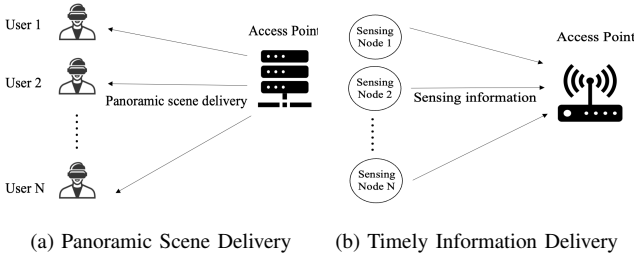 User 1
User 2
User N
Access Point
Panoramic scene delivery
(a) Panoramic Scene Delivery
Sensing
Node 1
Sensing
Node 2
Sensing
Node N
Access Point
Sensing information
(b) Timely Information Delivery